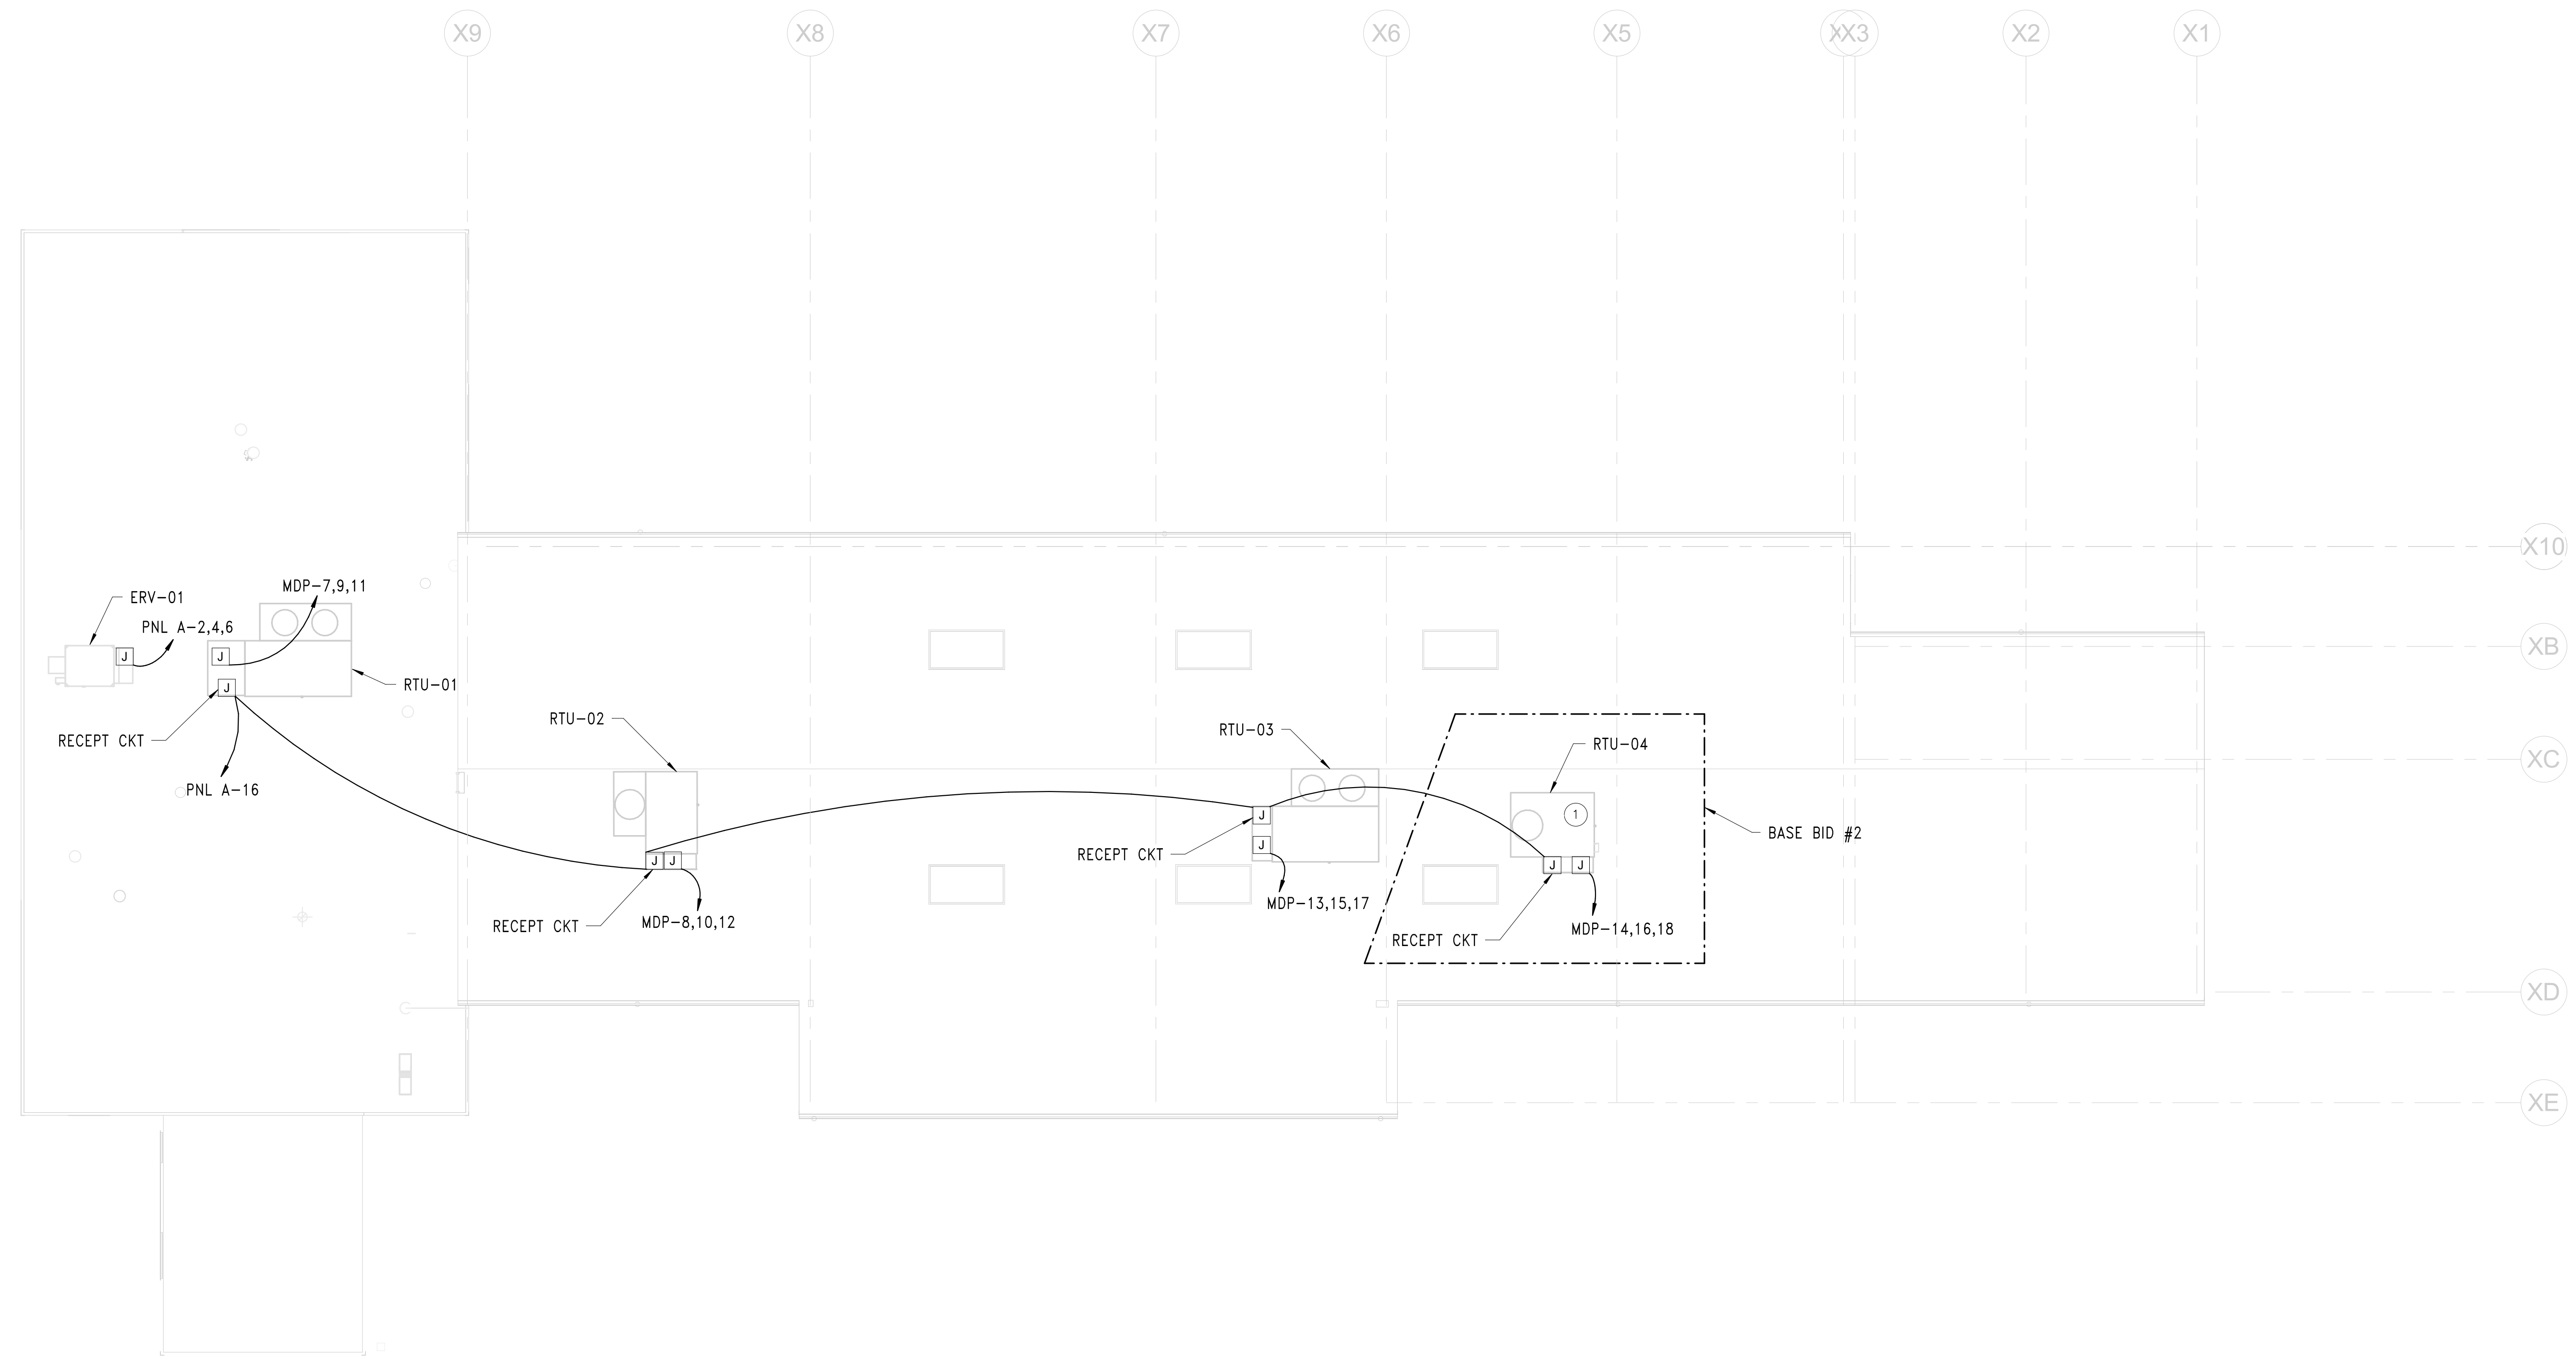 X9
X8
X7
X6
X5
X3
X2
X1
X10
XB
XC
XD
XE
MDP-7,9,11
ERV-01
PNL A-2,4,6
J
J
RTU-01
J
RECEPT CKT
PNL A-16
RTU-02
J
J
RECEPT CKT
MDP-8,10,12
RTU-03
J
J
RECEPT CKT
MDP-13,15,17
RTU-04
1
BASE BID #2
J
J
RECEPT CKT
MDP-14,16,18